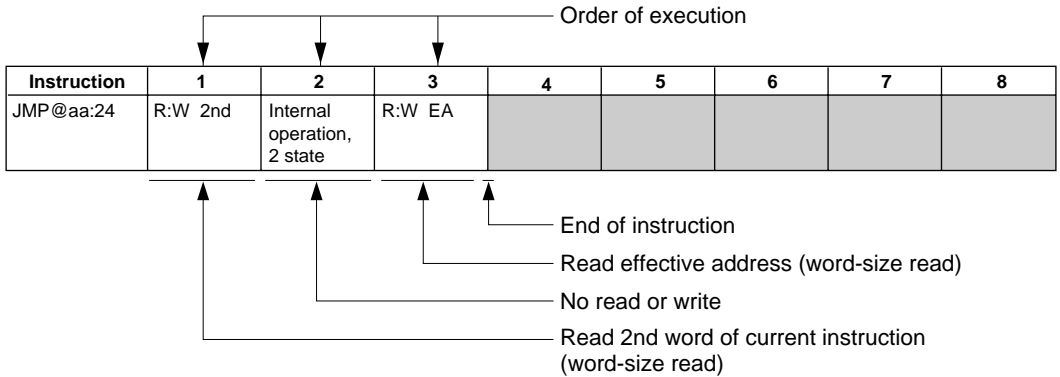 Order of execution
Instruction 1 2 3 4 5 6 7 8
JMP@aa:24 R:W 2nd Internal R:W EA
operation,
2 state
End of instruction
Read effective address (word-size read)
No read or write
Read 2nd word of current instruction
(word-size read)